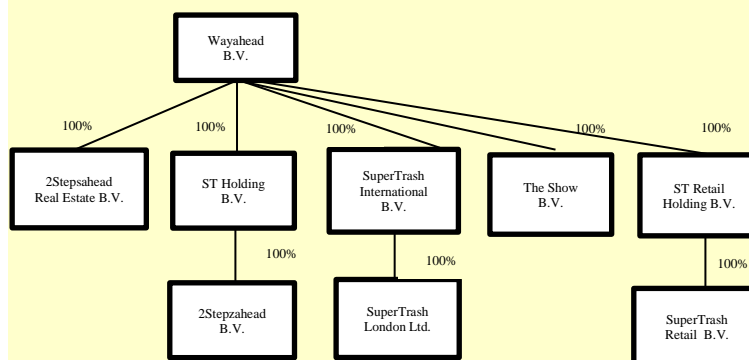 Wayahead
B.V.
100%
100%
100%
100%
100%
2Stepsahead
Real Estate B.V.
ST Holding
B.V.
SuperTrash
International
B.V.
The Show
B.V.
ST Retail
Holding B.V.
100%
100%
100%
2Stepzahead
B.V.
SuperTrash
London Ltd.
SuperTrash
Retail B.V.